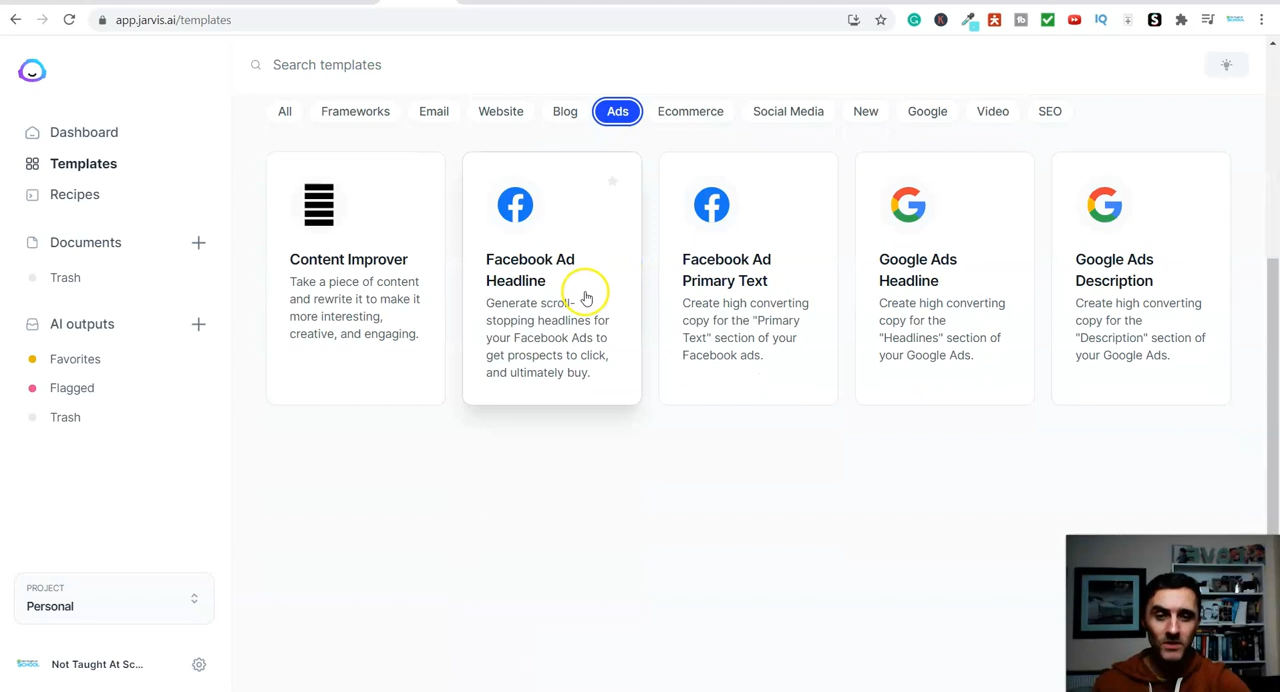 app.jarvis.ai/templates
Search templates
All Frameworks Email Website Blog Ads Ecommerce Social Media New Google Video SEO
Dashboard
Templates
Recipes
Documents
Trash
AI outputs
Favorites
Flagged
Trash
PROJECT
Personal
Not Taught At Sc...
Content Improver
Take a piece of content
and rewrite it to make it
more interesting,
creative, and engaging.
Facebook Ad
Headline
Generate scroll-
stopping headlines for
your Facebook Ads to
get prospects to click,
and ultimately buy.
Facebook Ad
Primary Text
Create high converting
copy for the "Primary
Text" section of your
Facebook ads.
Google Ads
Headline
Create high converting
copy for the
"Headlines" section of
your Google Ads.
Google Ads
Description
Create high converting
copy for the
"Description" section of
your Google Ads.